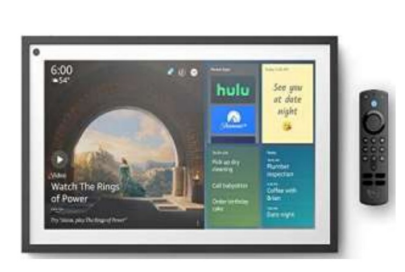 6:00
54°
Video
Watch The Rings
of Power
Try "Alexa, play The Rings of Power"
hulu
See you
at date
night
Pick up dry
cleaning
Call babysitter
Order birthday
cake
Plumber
inspection
Coffee with
Brian
Date night